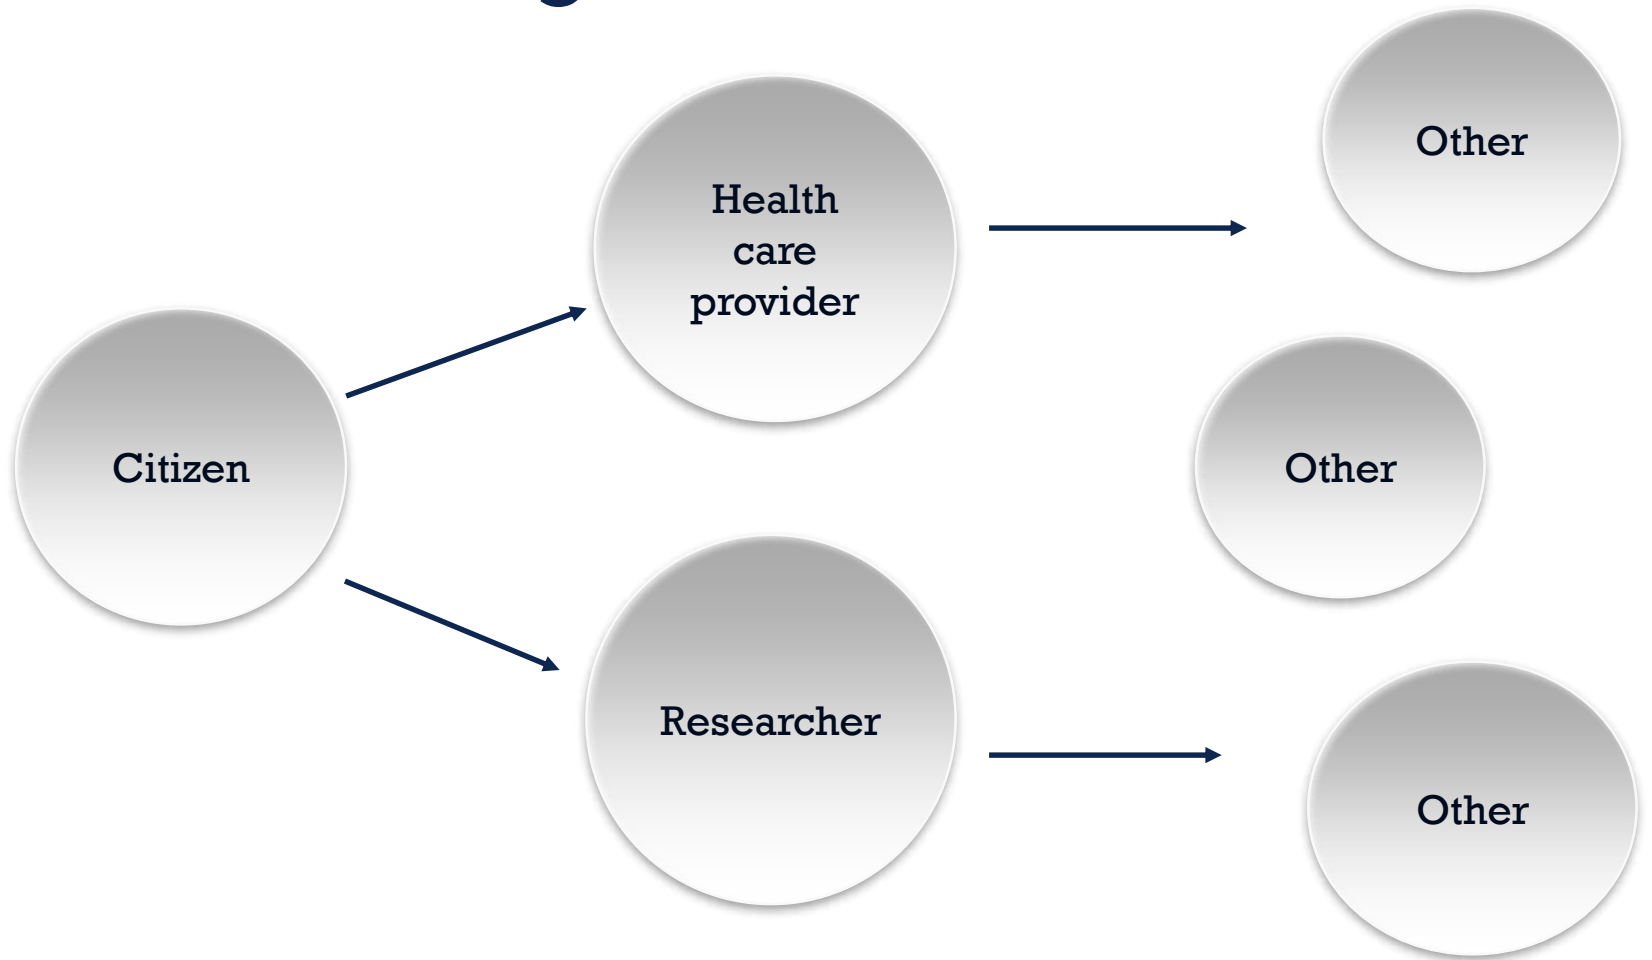 Other
Health
care
provider
Citizen
Other
Researcher
Other